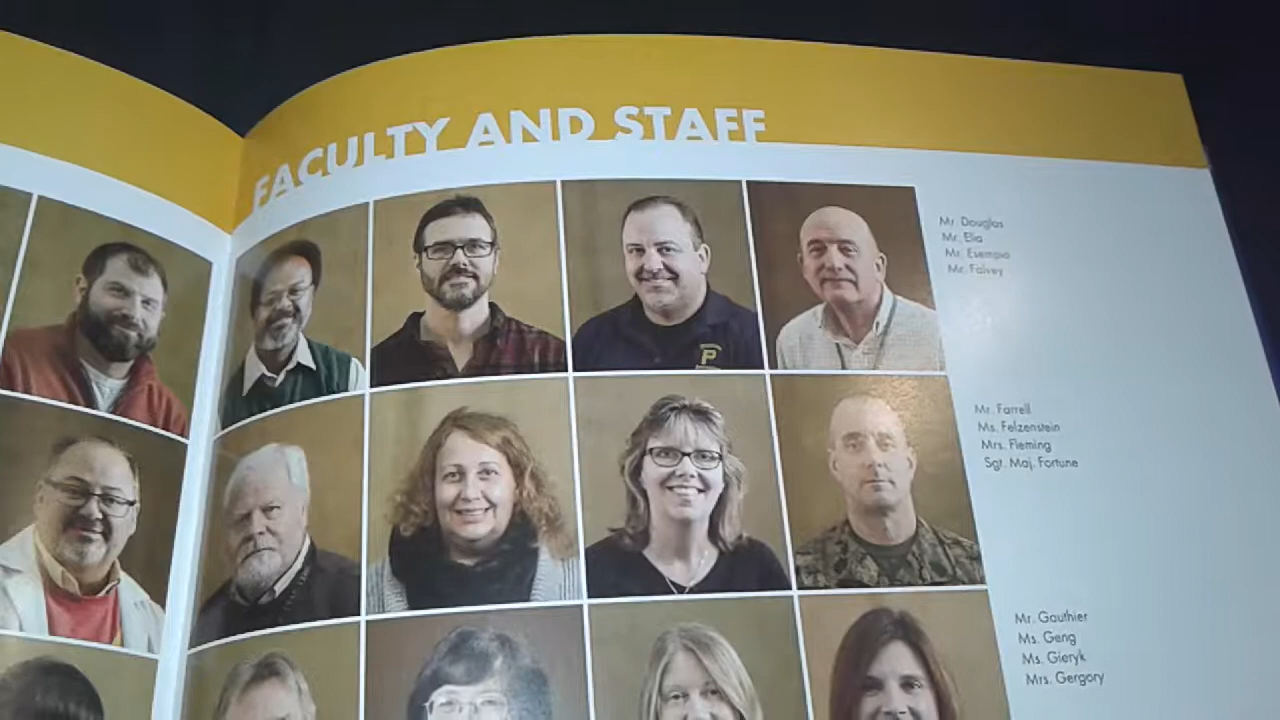 FACULTY AND STAFF
P
Mr. Douglas
Mr. Elia
Mr. Esempio
Mr. Falvey
Mr. Farrell
Ms. Felzenstein
Mrs. Fleming
Sgt. Maj. Fortune
Mr. Gauthier
Ms. Geng
Ms. Gieryk
Mrs. Gergory